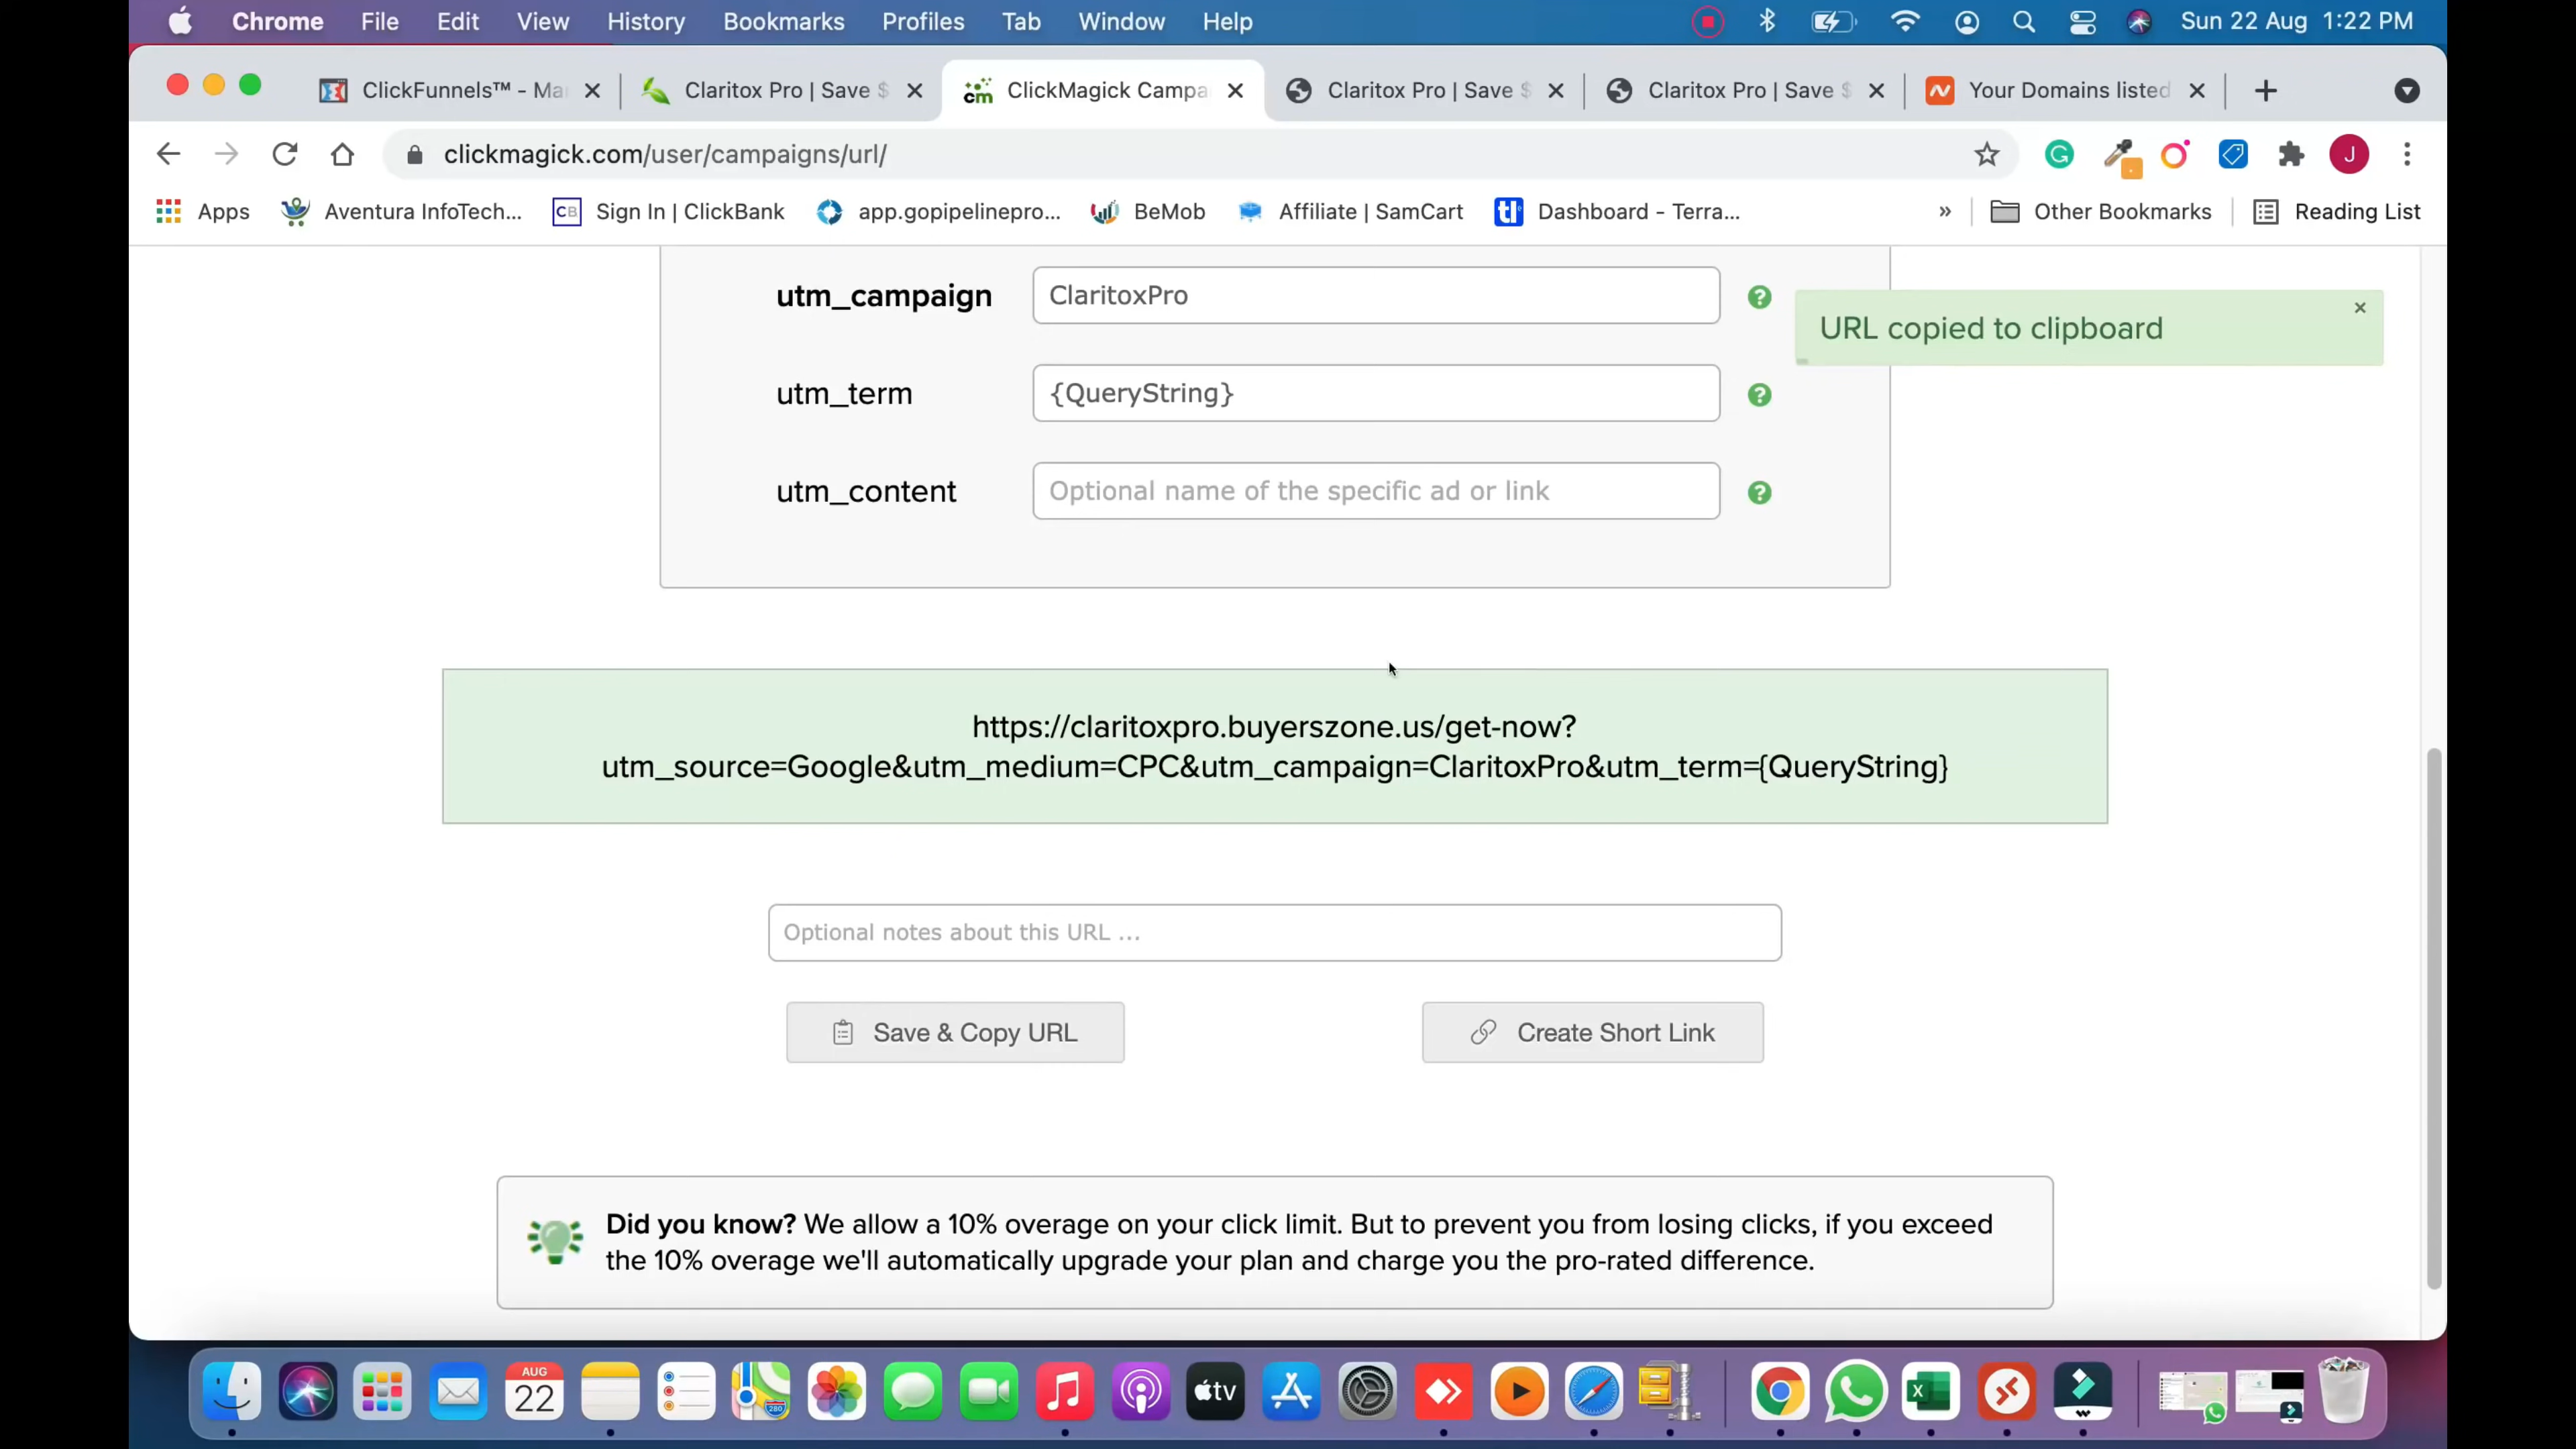 Chrome File Edit View History Bookmarks Profiles Tab Window Help Sun 22 Aug 1:22 PM
ClickFunnels™ - Ma Claritox Pro | Save $ ClickMagick Campa Claritox Pro | Save $ Claritox Pro | Save $ Your Domains listed
clickmagick.com/user/campaigns/url/ J
Apps Aventura InfoTech... CB Sign In | ClickBank app.gopipelinepro... BeMob Affiliate | SamCart tl Dashboard - Terra... » Other Bookmarks Reading List
utm_campaign ClaritoxPro ?
URL copied to clipboard ×
utm_term {QueryString} ?
utm_content Optional name of the specific ad or link ?
https://claritoxpro.buyerszone.us/get-now?
utm_source=Google&utm_medium=CPC&utm_campaign=ClaritoxPro&utm_term={QueryString}
Optional notes about this URL ...
Save & Copy URL Create Short Link
Did you know? We allow a 10% overage on your click limit. But to prevent you from losing clicks, if you exceed
the 10% overage we'll automatically upgrade your plan and charge you the pro-rated difference.
AUG
22
tv